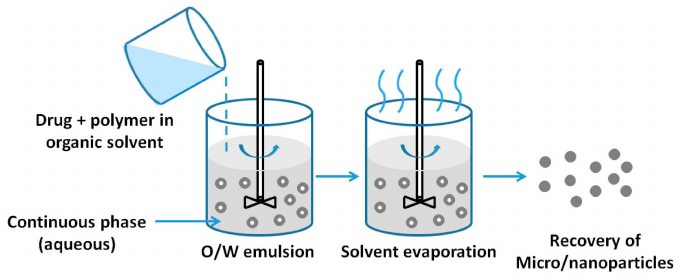 Drug + polymer in
organic solvent
Continuous phase
(aqueous)
O/W emulsion
Solvent evaporation
Recovery of
Micro/nanoparticles